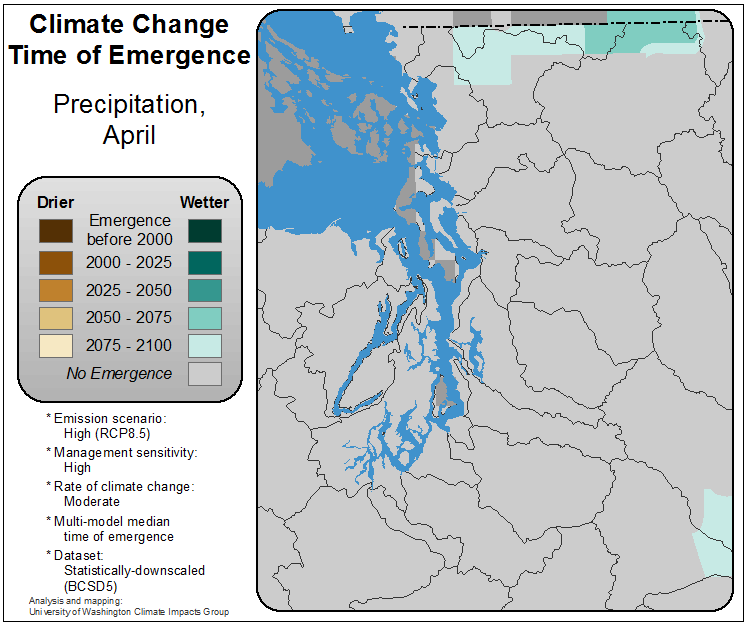 Climate Change
Time of Emergence
Precipitation,
April
Drier Wetter
Emergence
before 2000
2000 - 2025
2025 - 2050
2050 - 2075
2075 - 2100
No Emergence
* Emission scenario:
High (RCP8.5)
* Management sensitivity:
High
* Rate of climate change:
Moderate
* Multi-model median
time of emergence
* Dataset:
Statistically-downscaled
(BCSD5)
Analysis and mapping:
University of Washington Climate Impacts Group